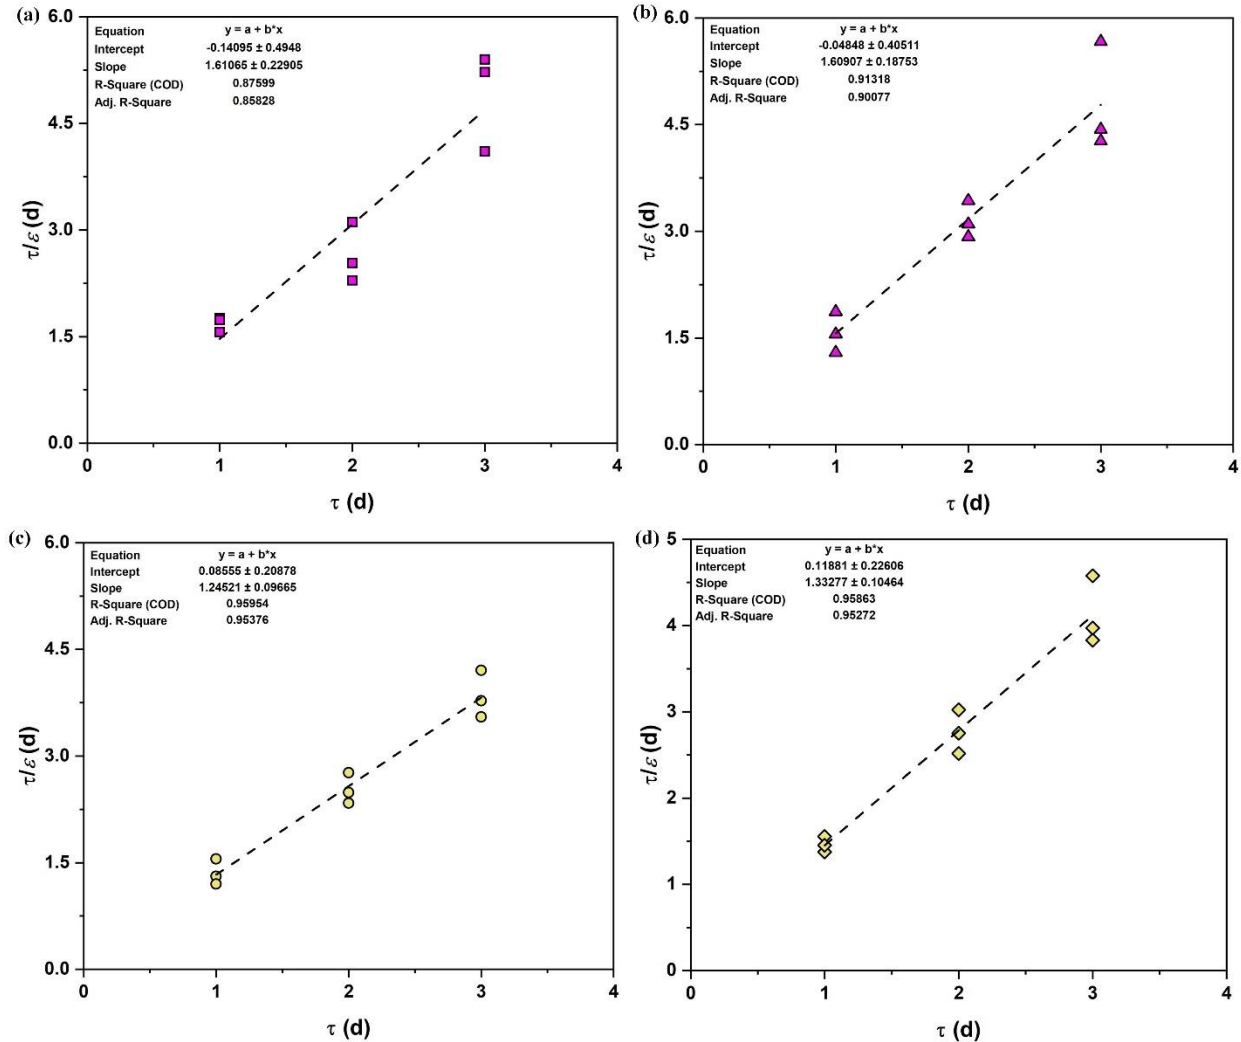 (a)
Equation y = a + b*x
Intercept -0.14095 ± 0.4948
Slope 1.61065 ± 0.22905
R-Square (COD) 0.87599
Adj. R-Square 0.85828
6.0
4.5
3.0
1.5
0.0
τ/ε (d)
0 1 2 3 4
τ (d)
(b)
Equation y = a + b*x
Intercept -0.04848 ± 0.40511
Slope 1.60907 ± 0.18753
R-Square (COD) 0.91318
Adj. R-Square 0.90077
6.0
4.5
3.0
1.5
0.0
τ/ε (d)
0 1 2 3 4
τ (d)
(c)
Equation y = a + b*x
Intercept 0.08555 ± 0.20878
Slope 1.24521 ± 0.09665
R-Square (COD) 0.95954
Adj. R-Square 0.95376
6.0
4.5
3.0
1.5
0.0
τ/ε (d)
0 1 2 3 4
τ (d)
(d)
Equation y = a + b*x
Intercept 0.11881 ± 0.22606
Slope 1.33277 ± 0.10464
R-Square (COD) 0.95863
Adj. R-Square 0.95272
5
4
3
2
1
0
τ/ε (d)
0 1 2 3 4
τ (d)